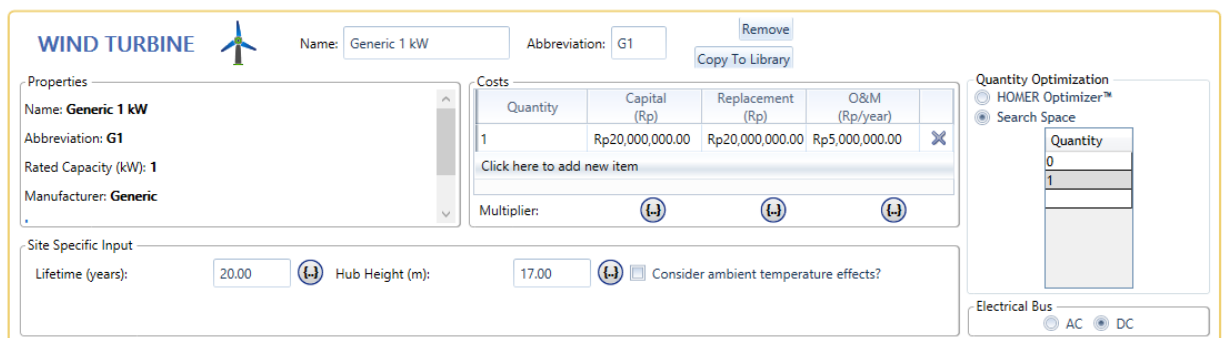 WIND TURBINE
Name: Generic 1 kW
Abbreviation: G1
Remove
Copy To Library
Properties
Name: Generic 1 kW
Abbreviation: G1
Rated Capacity (kW): 1
Manufacturer: Generic
Costs
Quantity Capital (Rp) Replacement (Rp) O&M (Rp/year)
1 Rp20,000,000.00 Rp20,000,000.00 Rp5,000,000.00
Click here to add new item
Multiplier: {..} {..} {..}
Quantity Optimization
HOMER Optimizer™
Search Space
Quantity
0
1
Site Specific Input
Lifetime (years): 20.00 {..} Hub Height (m): 17.00 {..} Consider ambient temperature effects?
Electrical Bus
AC DC